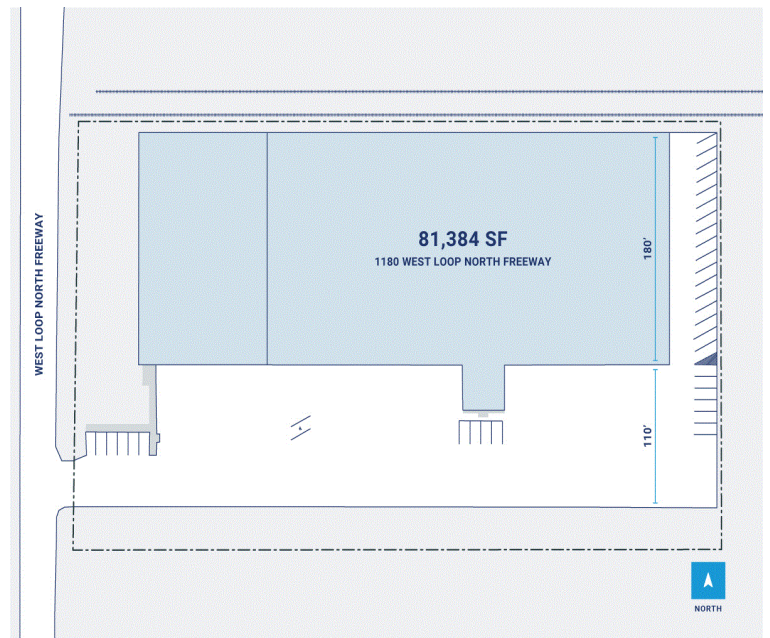 WEST LOOP NORTH FREEWAY
81,384 SF
1180 WEST LOOP NORTH FREEWAY
180'
110'
NORTH